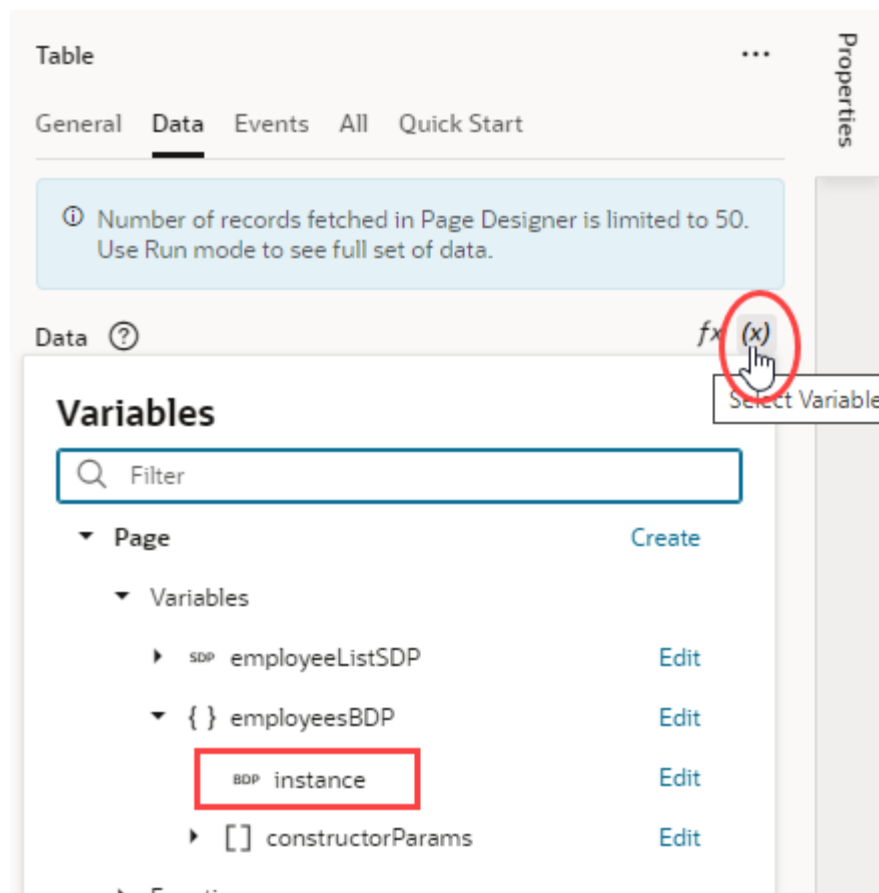 Table
...
Properties
General Data Events All Quick Start
Number of records fetched in Page Designer is limited to 50.
Use Run mode to see full set of data.
Data ? fx (x)
Select Variable
Variables
Filter
Page Create
Variables
SDP employeeListSDP Edit
{ } employeesBDP Edit
BDP instance Edit
[] constructorParams Edit